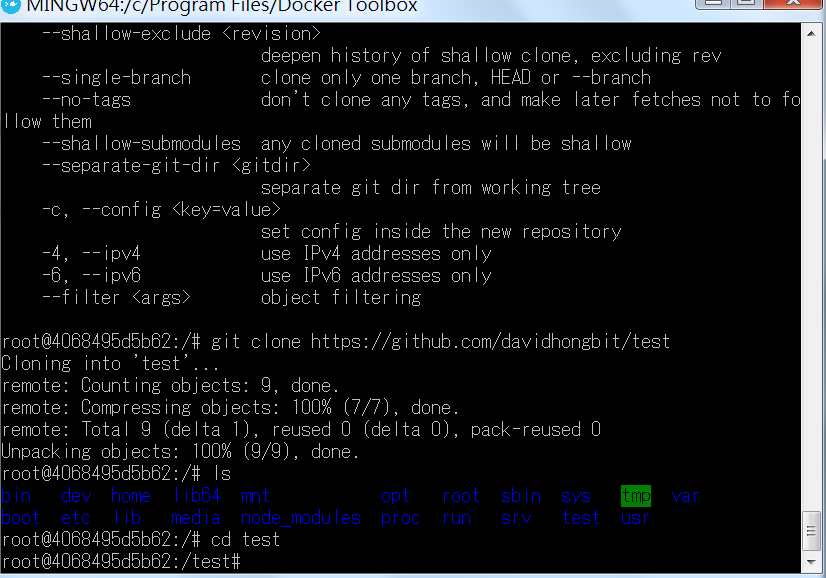 MINGW64:/c/Program Files/Docker Toolbox
--shallow-exclude <revision>
deepen history of shallow clone, excluding rev
--single-branch clone only one branch, HEAD or --branch
--no-tags don't clone any tags, and make later fetches not to fo
llow them
--shallow-submodules any cloned submodules will be shallow
--separate-git-dir <gitdir>
separate git dir from working tree
-c, --config <key=value>
set config inside the new repository
-4, --ipv4 use IPv4 addresses only
-6, --ipv6 use IPv6 addresses only
--filter <args> object filtering
root@4068495d5b62:/# git clone https://github.com/davidhongbit/test
Cloning into 'test'...
remote: Counting objects: 9, done.
remote: Compressing objects: 100% (7/7), done.
remote: Total 9 (delta 1), reused 0 (delta 0), pack-reused 0
Unpacking objects: 100% (9/9), done.
root@4068495d5b62:/# ls
bin dev home lib64 mnt opt root sbin sys tmp var
boot etc lib media node_modules proc run srv test usr
root@4068495d5b62:/# cd test
root@4068495d5b62:/test#